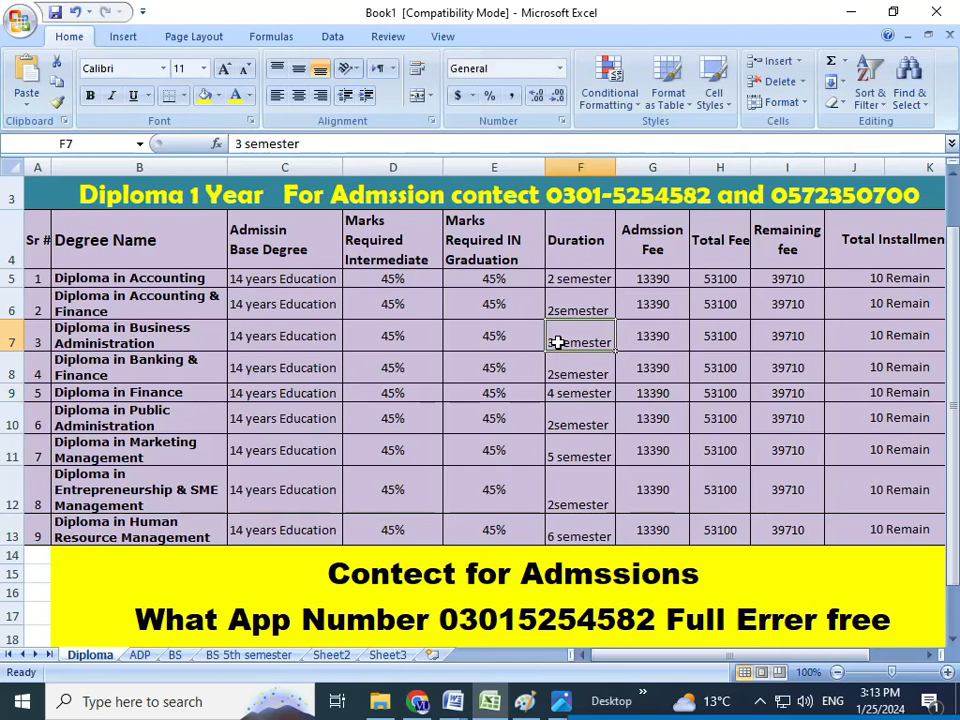 Book1 [Compatibility Mode] - Microsoft Excel
Home Insert Page Layout Formulas Data Review View
Paste
Calibri 11
B I U
General
$ % ,
Conditional Formatting
Format as Table
Cell Styles
Insert
Delete
Format
Σ
Sort & Filter
Find & Select
Clipboard Font Alignment Number Styles Cells Editing
F7 fx 3 semester
A B C D E F G H I J K
3 Diploma 1 Year For Admssion contect 0301-5254582 and 0572350700
4 Sr # Degree Name Admissin Base Degree Marks Required Intermediate Marks Required IN Graduation Duration Admssion Fee Total Fee Remaining fee Total Installmen
5 1 Diploma in Accounting 14 years Education 45% 45% 2 semester 13390 53100 39710 10 Remain
6 2 Diploma in Accounting & Finance 14 years Education 45% 45% 2semester 13390 53100 39710 10 Remain
7 3 Diploma in Business Administration 14 years Education 45% 45% 3 semester 13390 53100 39710 10 Remain
8 4 Diploma in Banking & Finance 14 years Education 45% 45% 2semester 13390 53100 39710 10 Remain
9 5 Diploma in Finance 14 years Education 45% 45% 4 semester 13390 53100 39710 10 Remain
10 6 Diploma in Public Administration 14 years Education 45% 45% 2semester 13390 53100 39710 10 Remain
11 7 Diploma in Marketing Management 14 years Education 45% 45% 5 semester 13390 53100 39710 10 Remain
12 8 Diploma in Entrepreneurship & SME Management 14 years Education 45% 45% 2semester 13390 53100 39710 10 Remain
13 9 Diploma in Human Resource Management 14 years Education 45% 45% 6 semester 13390 53100 39710 10 Remain
14
15 Contect for Admssions
16
17 What App Number 03015254582 Full Errer free
18
Diploma ADP BS BS 5th semester Sheet2 Sheet3
Ready 100%
Type here to search
Desktop
13°C
ENG
3:13 PM
1/25/2024
1